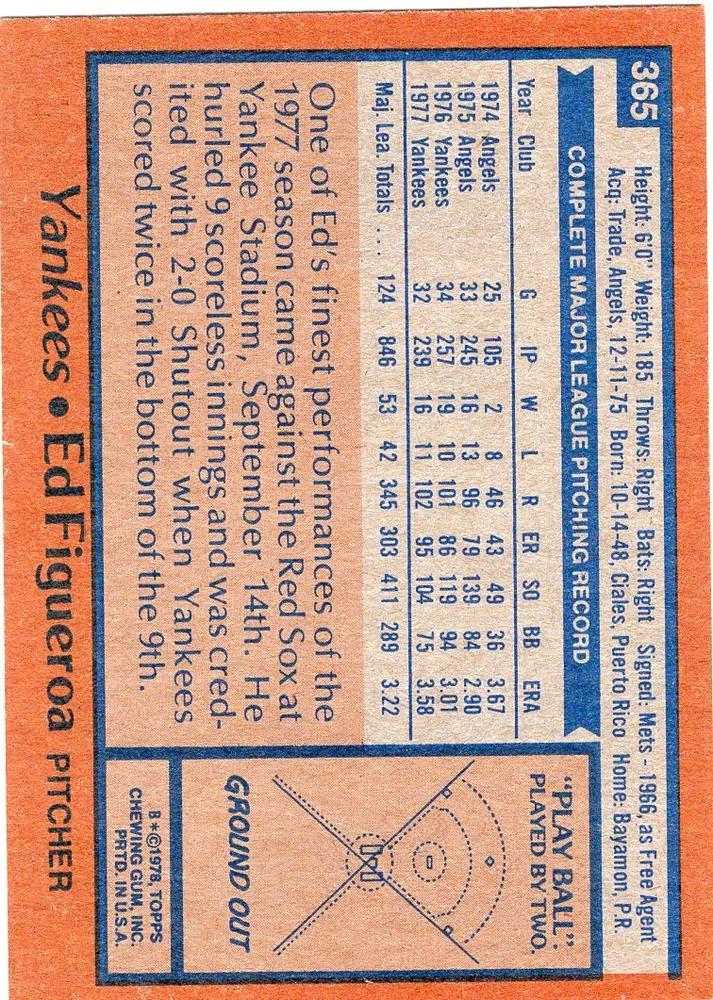 365
Height: 6'0" Weight: 185 Throws: Right Bats: Right Signed: Mets - 1966, as Free Agent
Acq: Trade, Angels, 12-11-75 Born: 10-14-48, Ciales, Puerto Rico Home: Bayamon, P.R.
COMPLETE MAJOR LEAGUE PITCHING RECORD
Year Club G IP W L R ER SO BB ERA
1974 Angels 25 105 2 8 46 43 49 36 3.67
1975 Angels 33 245 16 13 96 79 139 84 2.90
1976 Yankees 34 257 19 10 101 86 119 94 3.01
1977 Yankees 32 239 16 11 102 95 104 75 3.58
Maj. Lea. Totals .... 124 846 53 42 345 303 411 289 3.22
One of Ed's finest performances of the
1977 season came against the Red Sox at
Yankee Stadium, September 14th. He
hurled 9 scoreless innings and was cred-
ited with 2-0 Shutout when Yankees
scored twice in the bottom of the 9th.
"PLAY BALL":
PLAYED BY TWO.
GROUND OUT
B*©1978, TOPPS
CHEWING GUM, INC.
PRTD. IN U.S.A.
Yankees • Ed Figueroa PITCHER